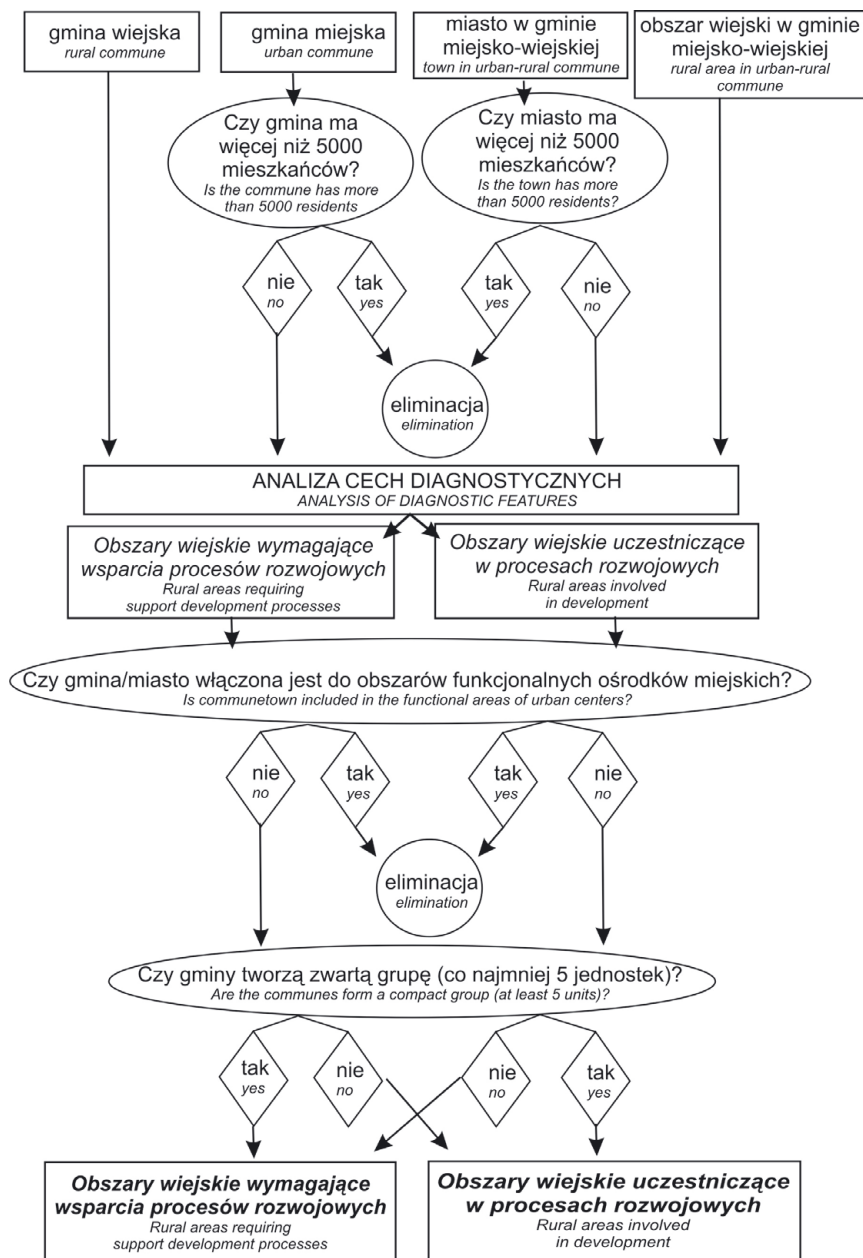 gmina wiejska
rural commune
gmina miejska
urban commune
miasto w gminie
miejsko-wiejskiej
town in urban-rural commune
obszar wiejski w gminie
miejsko-wiejskiej
rural area in urban-rural
commune
Czy gmina ma
więcej niż 5000
mieszkańców?
Is the commune has more
than 5000 residents
Czy miasto ma
więcej niż 5000
mieszkańców?
Is the town has more
than 5000 residents?
nie
no
tak
yes
tak
yes
nie
no
eliminacja
elimination
ANALIZA CECH DIAGNOSTYCZNYCH
ANALYSIS OF DIAGNOSTIC FEATURES
Obszary wiejskie wymagające
wsparcia procesów rozwojowych
Rural areas requiring
support development processes
Obszary wiejskie uczestniczące
w procesach rozwojowych
Rural areas involved
in development
Czy gmina/miasto włączona jest do obszarów funkcjonalnych ośrodków miejskich?
Is communetown included in the functional areas of urban centers?
nie
no
tak
yes
tak
yes
nie
no
eliminacja
elimination
Czy gminy tworzą zwartą grupę (co najmniej 5 jednostek)?
Are the communes form a compact group (at least 5 units)?
tak
yes
nie
no
nie
no
tak
yes
Obszary wiejskie wymagające
wsparcia procesów rozwojowych
Rural areas requiring
support development processes
Obszary wiejskie uczestniczące
w procesach rozwojowych
Rural areas involved
in development